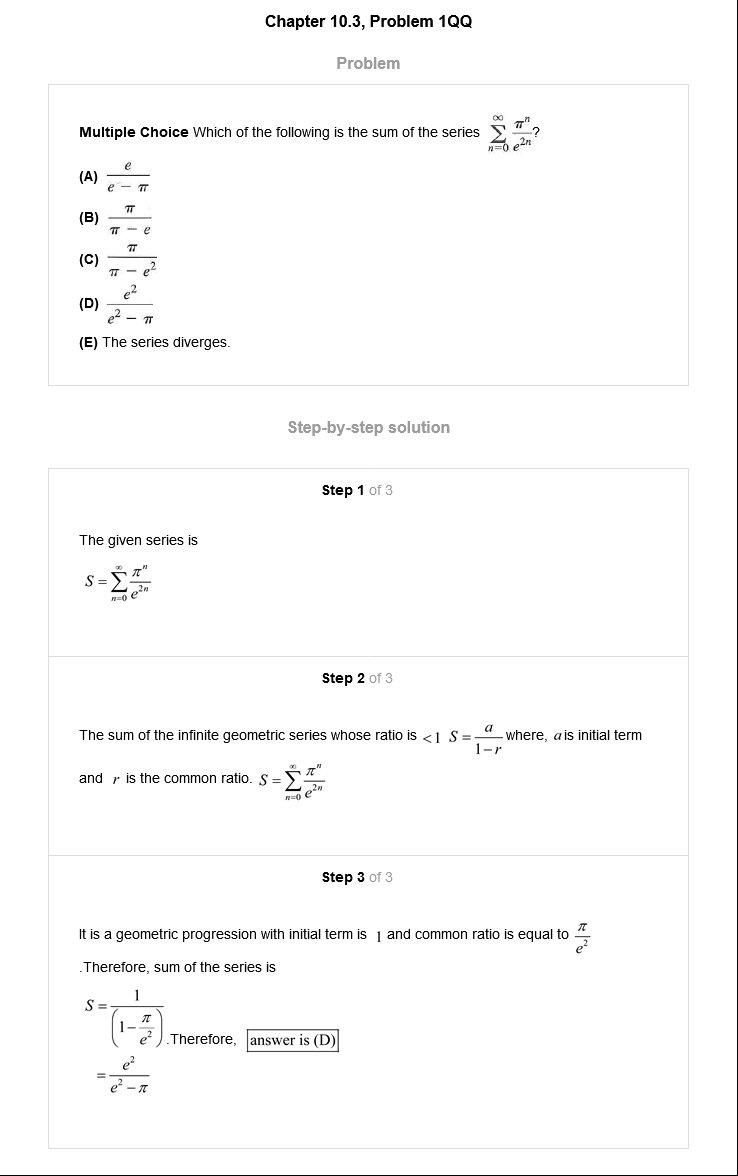 Chapter 10.3, Problem 1QQ
Problem
Multiple Choice Which of the following is the sum of the series $\sum_{n=0}^{\infty} \frac{\pi^n}{e^{2n}}$?
(A) $\frac{e}{e - \pi}$
(B) $\frac{\pi}{\pi - e}$
(C) $\frac{\pi}{\pi - e^2}$
(D) $\frac{e^2}{e^2 - \pi}$
(E) The series diverges.
Step-by-step solution
Step 1 of 3
The given series is
$S = \sum_{n=0}^{\infty} \frac{\pi^n}{e^{2n}}$
Step 2 of 3
The sum of the infinite geometric series whose ratio is $<1$ $S = \frac{a}{1-r}$ where, $a$ is initial term
and $r$ is the common ratio. $S = \sum_{n=0}^{\infty} \frac{\pi^n}{e^{2n}}$
Step 3 of 3
It is a geometric progression with initial term is 1 and common ratio is equal to $\frac{\pi}{e^2}$
.Therefore, sum of the series is
$S = \frac{1}{\left(1 - \frac{\pi}{e^2}\right)}$ .Therefore, answer is (D)
$= \frac{e^2}{e^2 - \pi}$